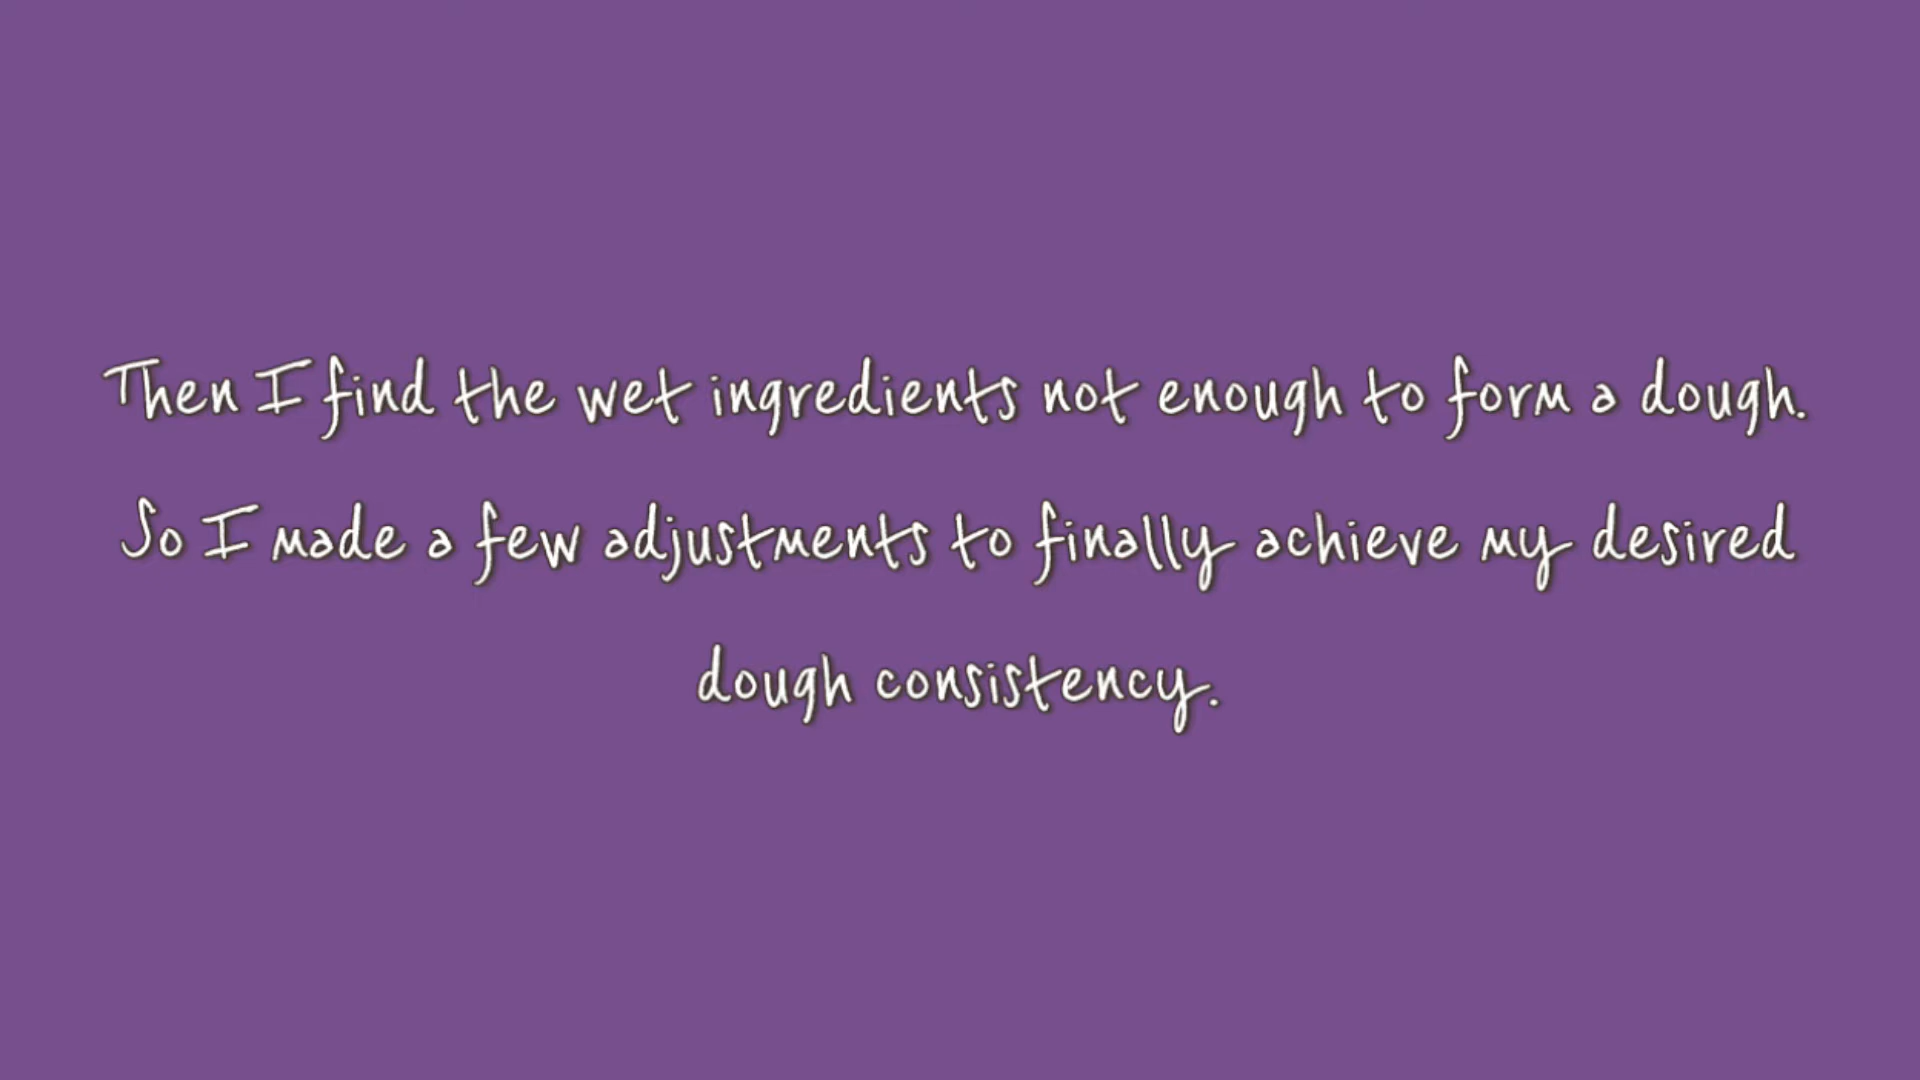 Then I find the wet ingredients not enough to form a dough.
So I made a few adjustments to finally achieve my desired
dough consistency.